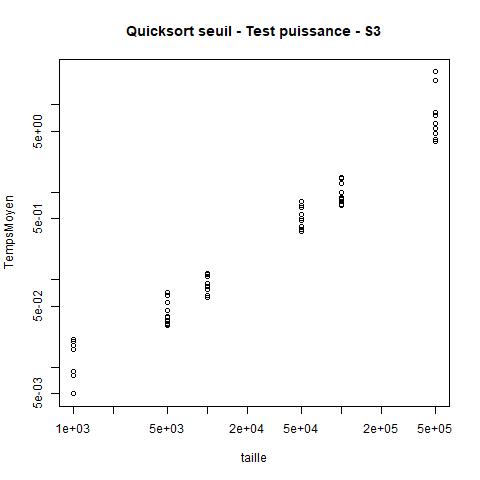 Quicksort seuil - Test puissance - S3
TempsMoyen
5e+00
5e-01
5e-02
5e-03
1e+03 5e+03 2e+04 5e+04 2e+05 5e+05
taille